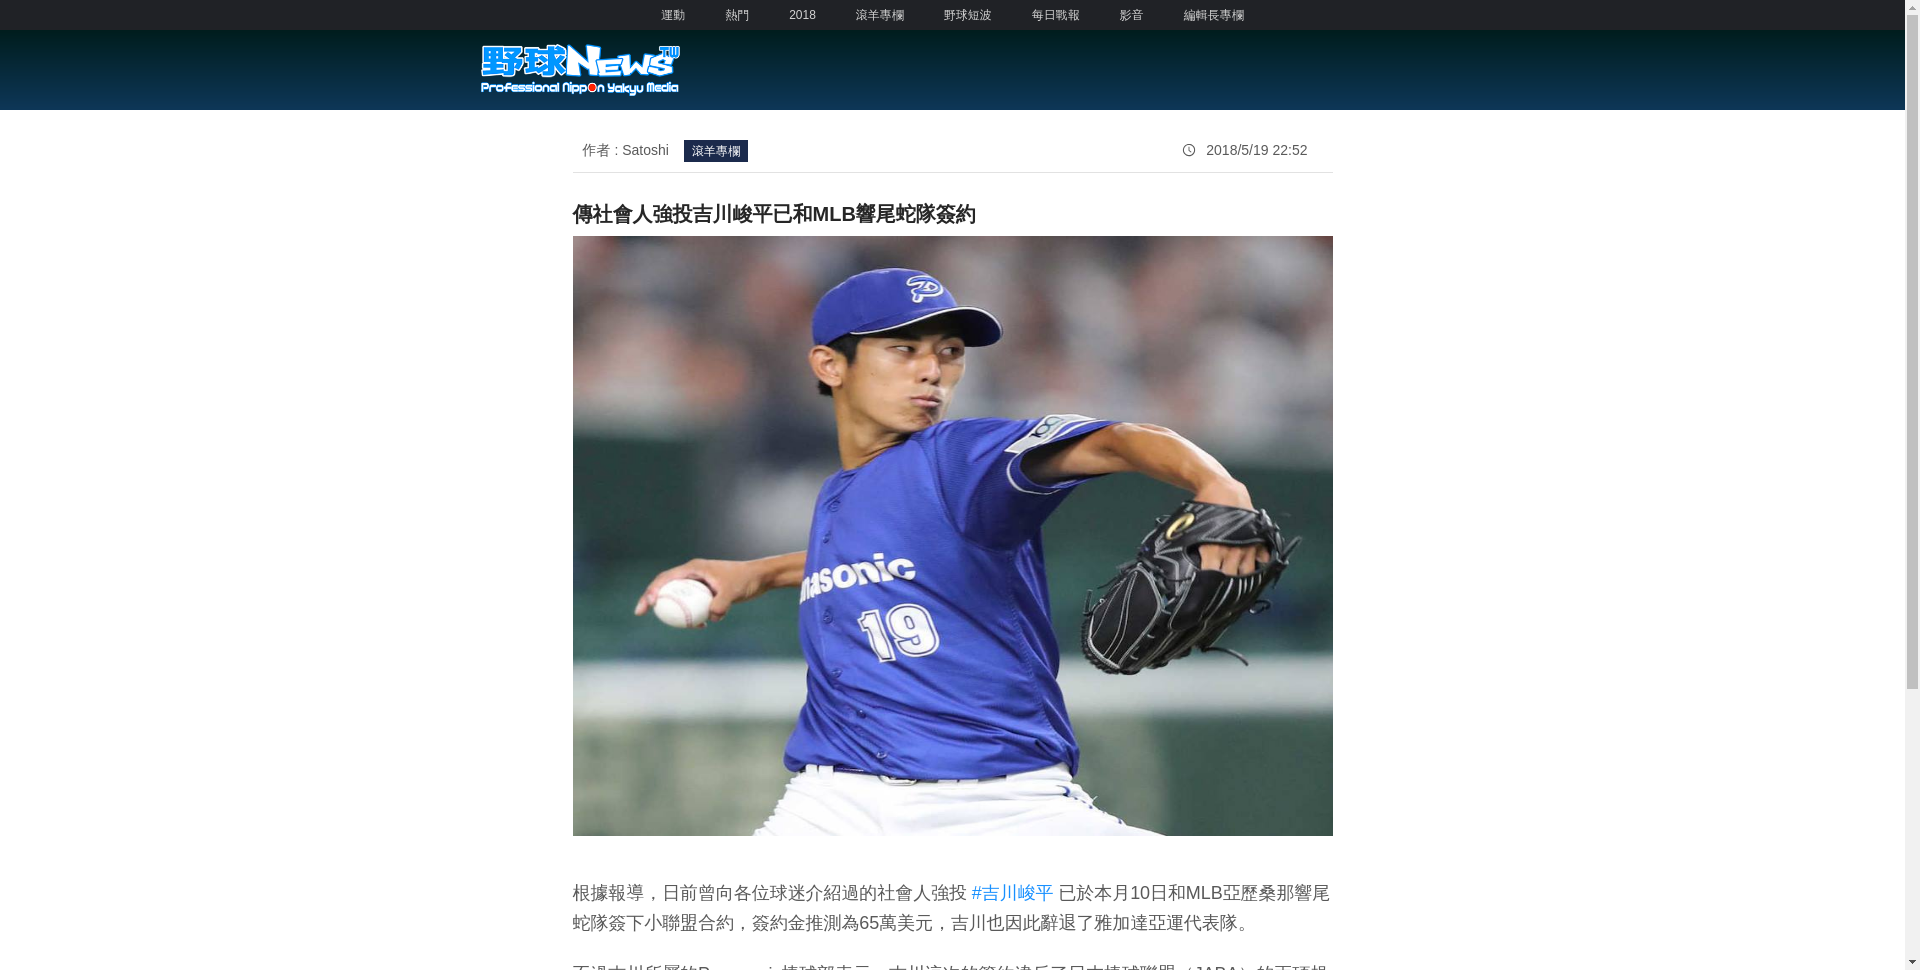 運動 熱門 2018 滾羊專欄 野球短波 每日戰報 影音 編輯長專欄
野球News TW
Professional Nippon Yakyu Media
作者 : Satoshi 滾羊專欄 2018/5/19 22:52
傳社會人強投吉川峻平已和MLB響尾蛇隊簽約
P
nasonic
19
根據報導，日前曾向各位球迷介紹過的社會人強投 #吉川峻平 已於本月10日和MLB亞歷桑那響尾
蛇隊簽下小聯盟合約，簽約金推測為65萬美元，吉川也因此辭退了雅加達亞運代表隊。